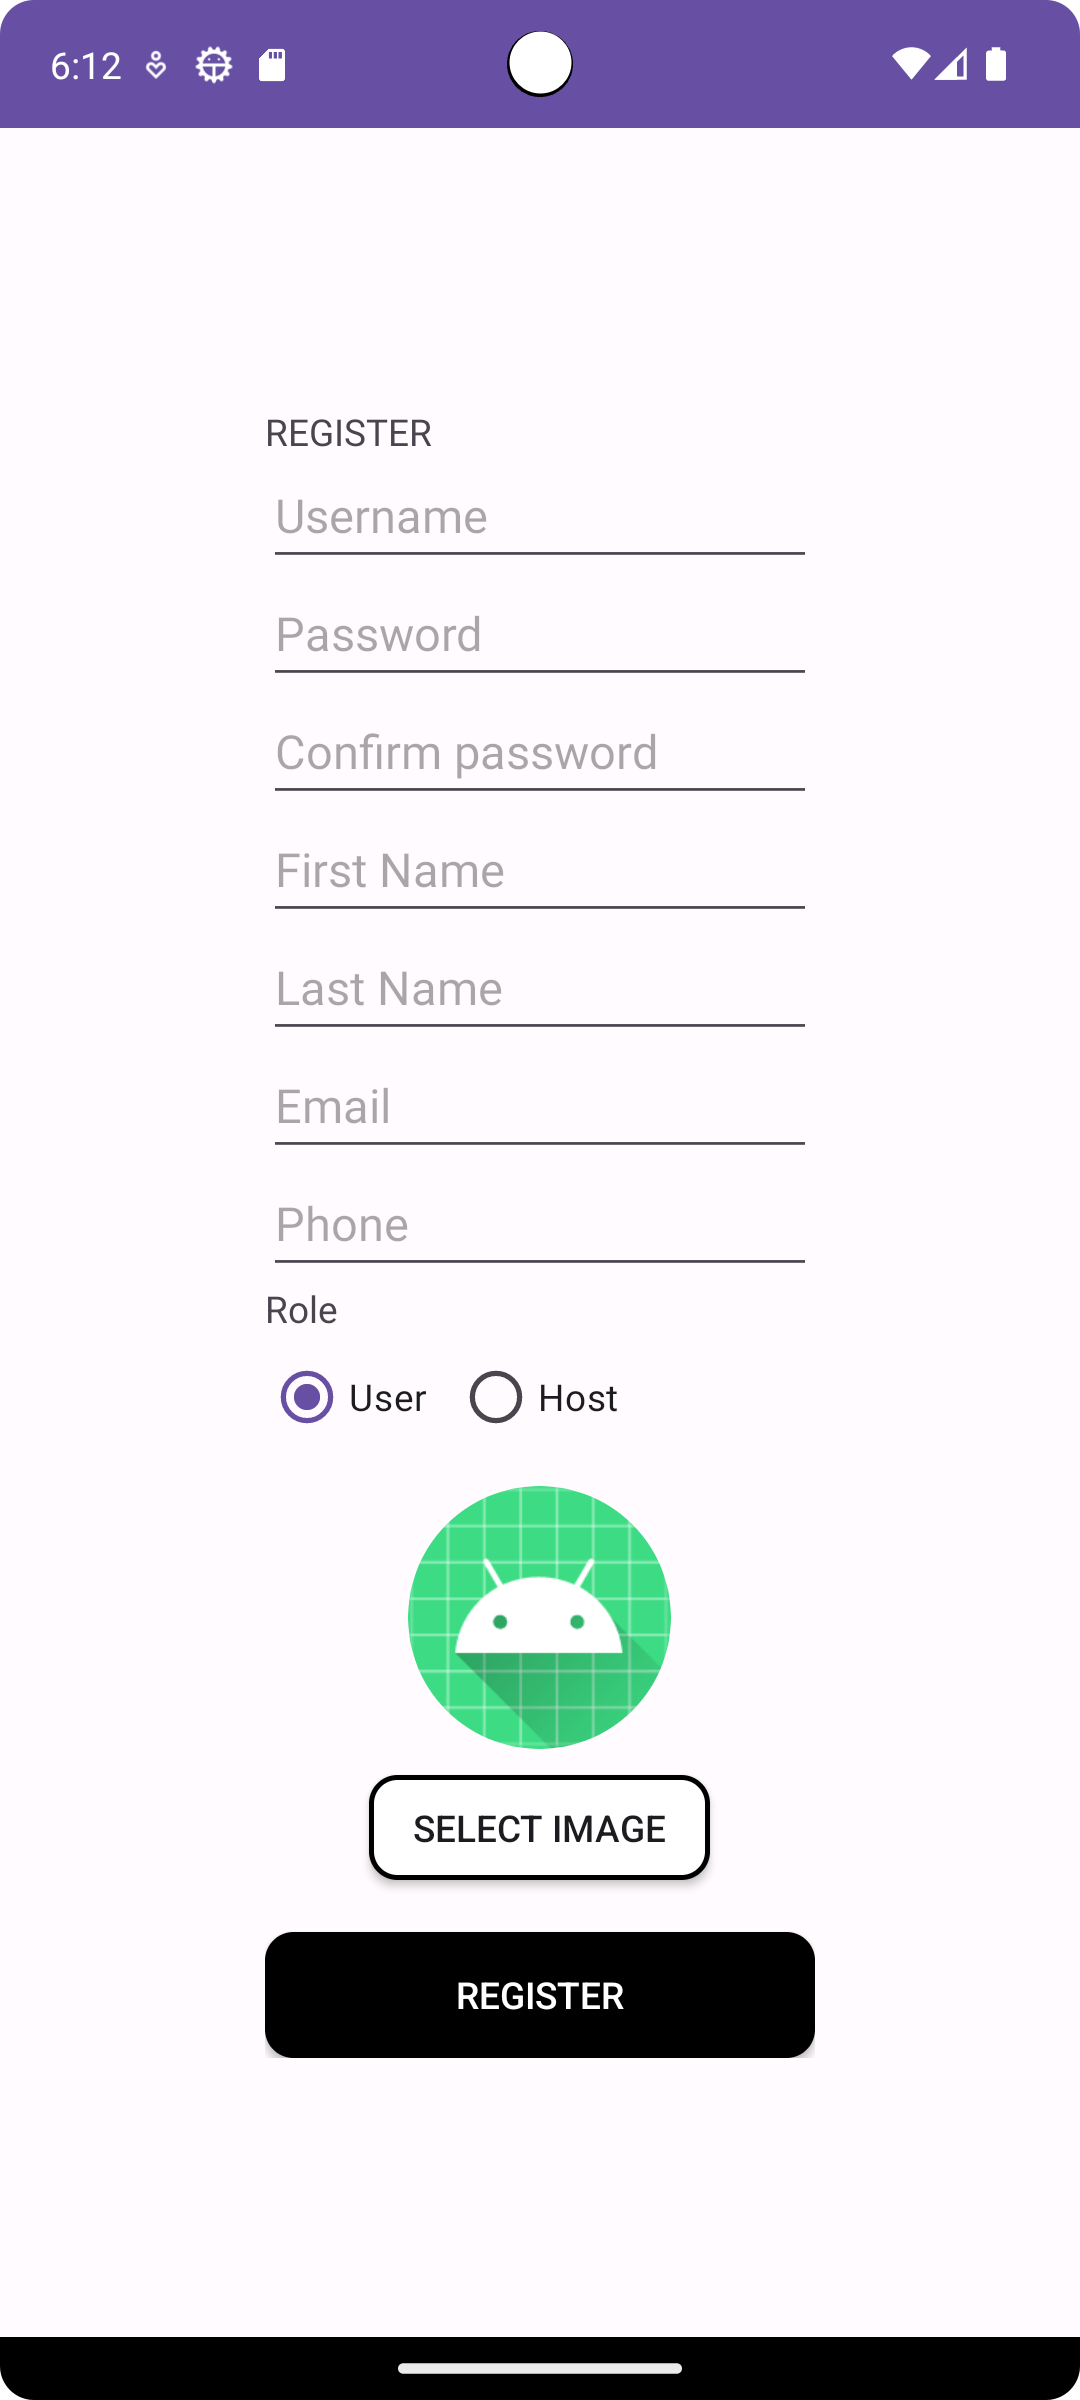 6:12
REGISTER
Username
Password
Confirm password
First Name
Last Name
Email
Phone
Role
User Host
SELECT IMAGE
REGISTER